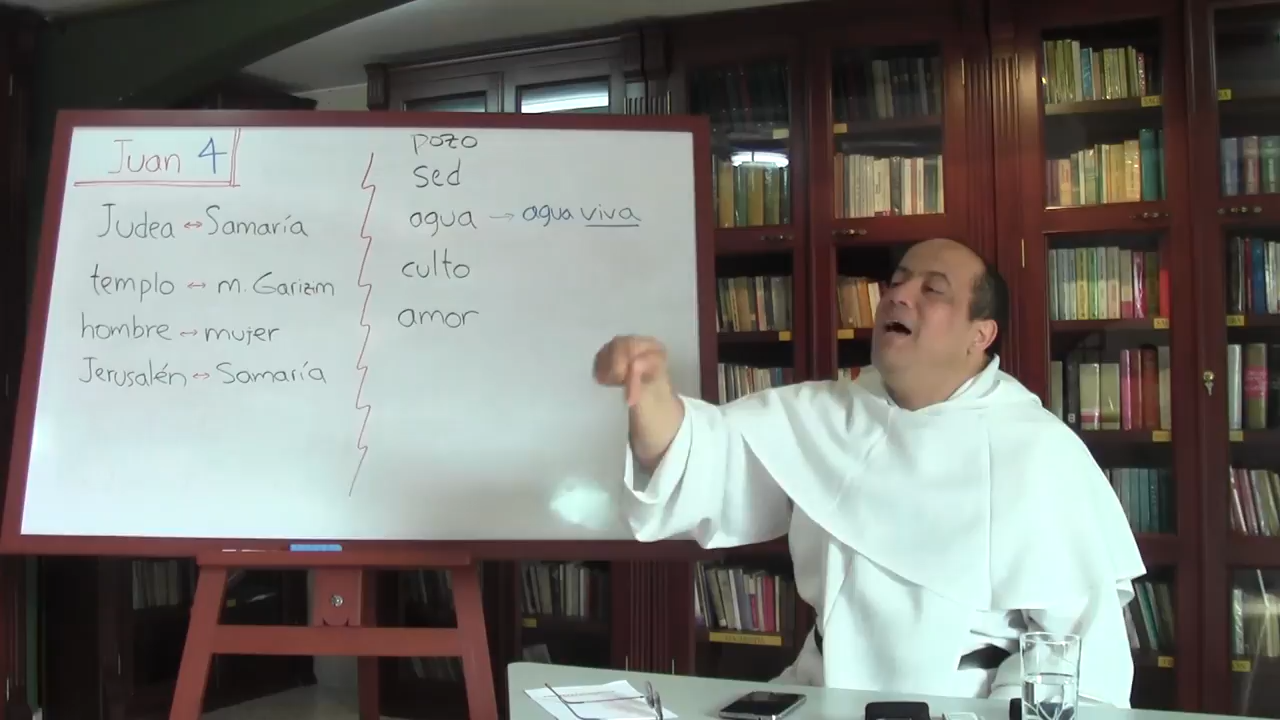 Juan 4
Judea ↔ Samaría
templo ↔ m. Garizim
hombre ↔ mujer
Jerusalén ↔ Samaría
pozo
sed
agua → agua viva
culto
amor